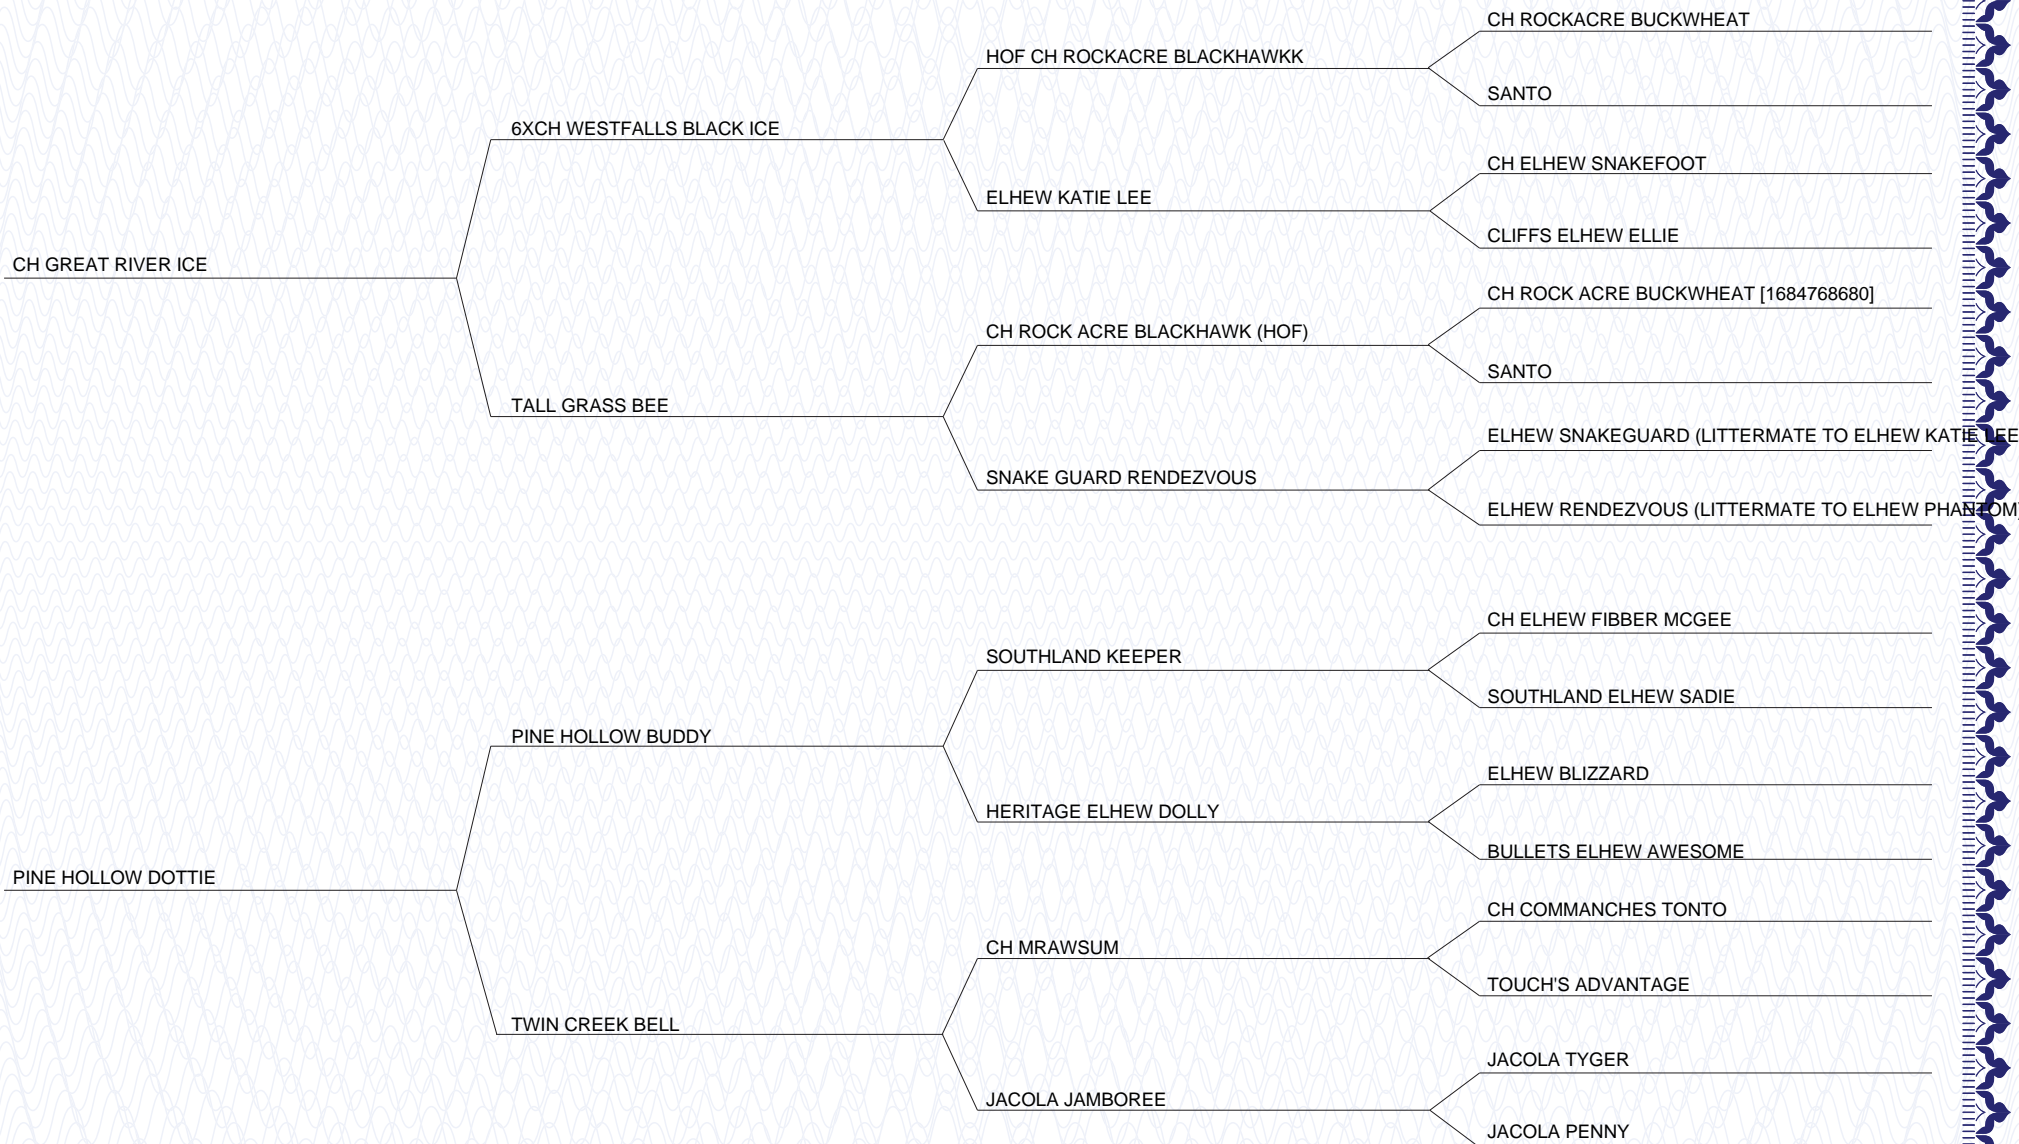 CH ROCKACRE BUCKWHEAT
HOF CH ROCKACRE BLACKHAWKK
SANTO
6XCH WESTFALLS BLACK ICE
CH ELHEW SNAKEFOOT
ELHEW KATIE LEE
CLIFFS ELHEW ELLIE
CH GREAT RIVER ICE
CH ROCK ACRE BUCKWHEAT [1684768680]
CH ROCK ACRE BLACKHAWK (HOF)
SANTO
TALL GRASS BEE
ELHEW SNAKEGUARD (LITTERMATE TO ELHEW KATIE LEE
SNAKE GUARD RENDEZVOUS
ELHEW RENDEZVOUS (LITTERMATE TO ELHEW PHANTOM)
CH ELHEW FIBBER MCGEE
SOUTHLAND KEEPER
SOUTHLAND ELHEW SADIE
PINE HOLLOW BUDDY
ELHEW BLIZZARD
HERITAGE ELHEW DOLLY
BULLETS ELHEW AWESOME
PINE HOLLOW DOTTIE
CH COMMANCHES TONTO
CH MRAWSUM
TOUCH'S ADVANTAGE
TWIN CREEK BELL
JACOLA TYGER
JACOLA JAMBOREE
JACOLA PENNY